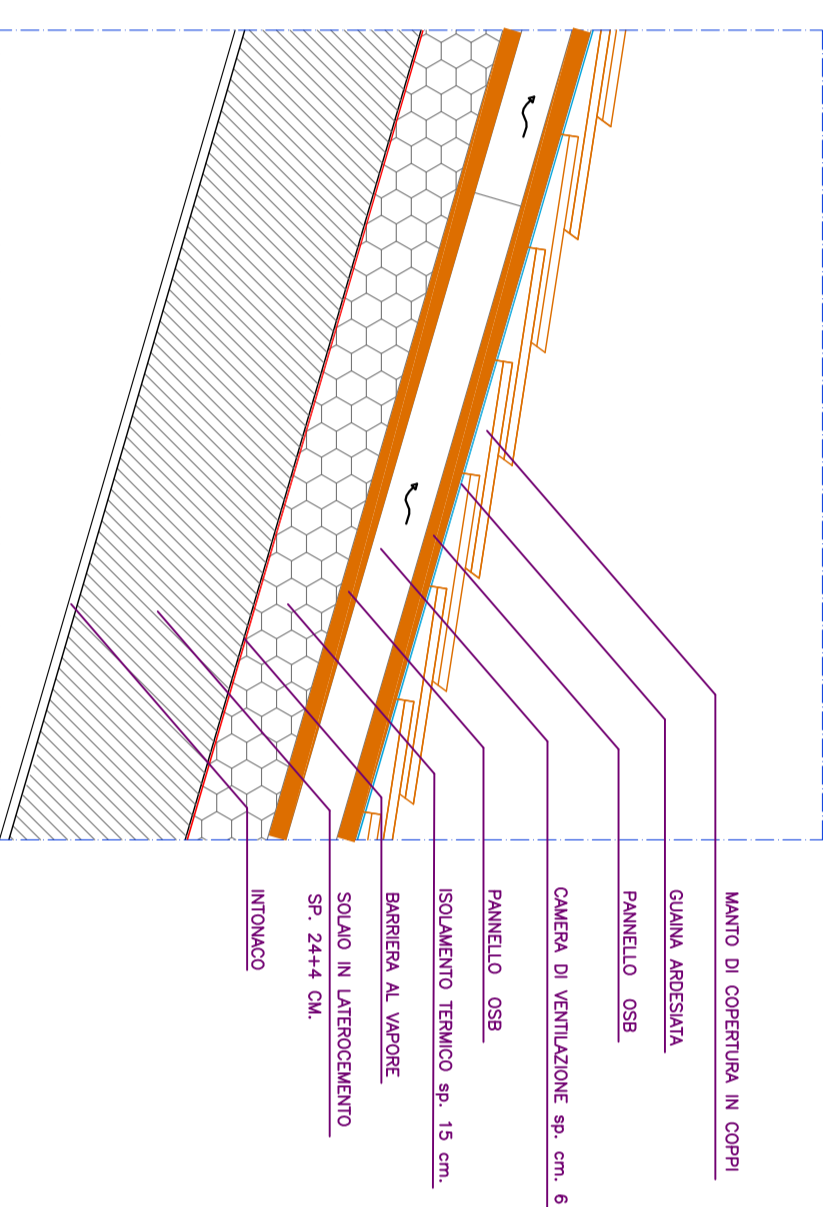 MANTO DI COPERTURA IN COPPI
GUAINA ARDESIATA
PANNELLO OSB
CAMERA DI VENTILAZIONE sp. cm. 6
PANNELLO OSB
ISOLAMENTO TERMICO sp. 15 cm.
BARRIERA AL VAPORE
SOLAIO IN LATEROCEMENTO
SP. 24+4 CM.
INTONACO